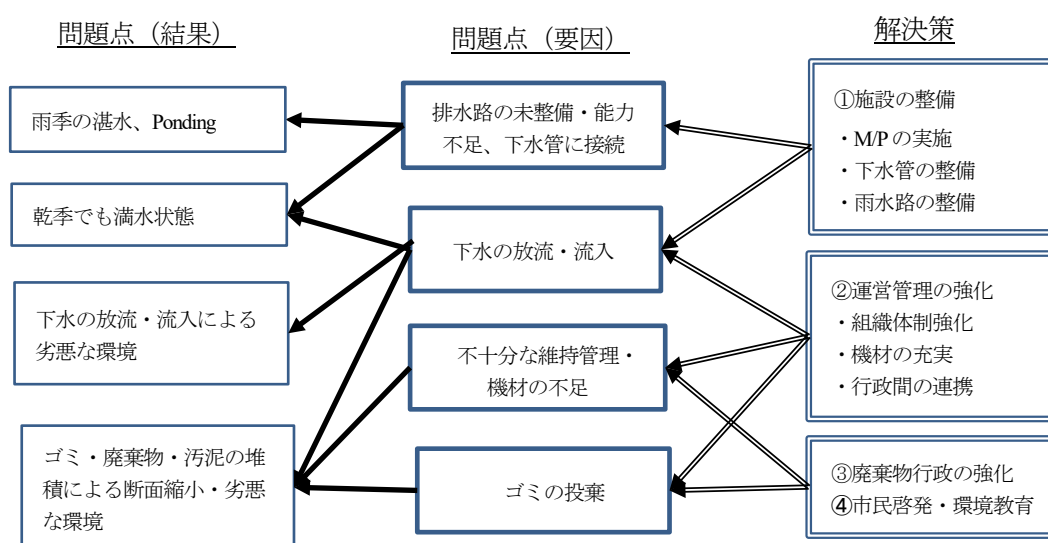 問題点（結果）
問題点（要因）
解決策
雨季の湛水、Ponding
乾季でも満水状態
下水の放流・流入による
劣悪な環境
ゴミ・廃棄物・汚泥の堆
積による断面縮小・劣悪
な環境
排水路の未整備・能力
不足、下水管に接続
下水の放流・流入
不十分な維持管理・
機材の不足
ゴミの投棄
①施設の整備
・M/P の実施
・下水管の整備
・雨水路の整備
②運営管理の強化
・組織体制強化
・機材の充実
・行政間の連携
③廃棄物行政の強化
④市民啓発・環境教育